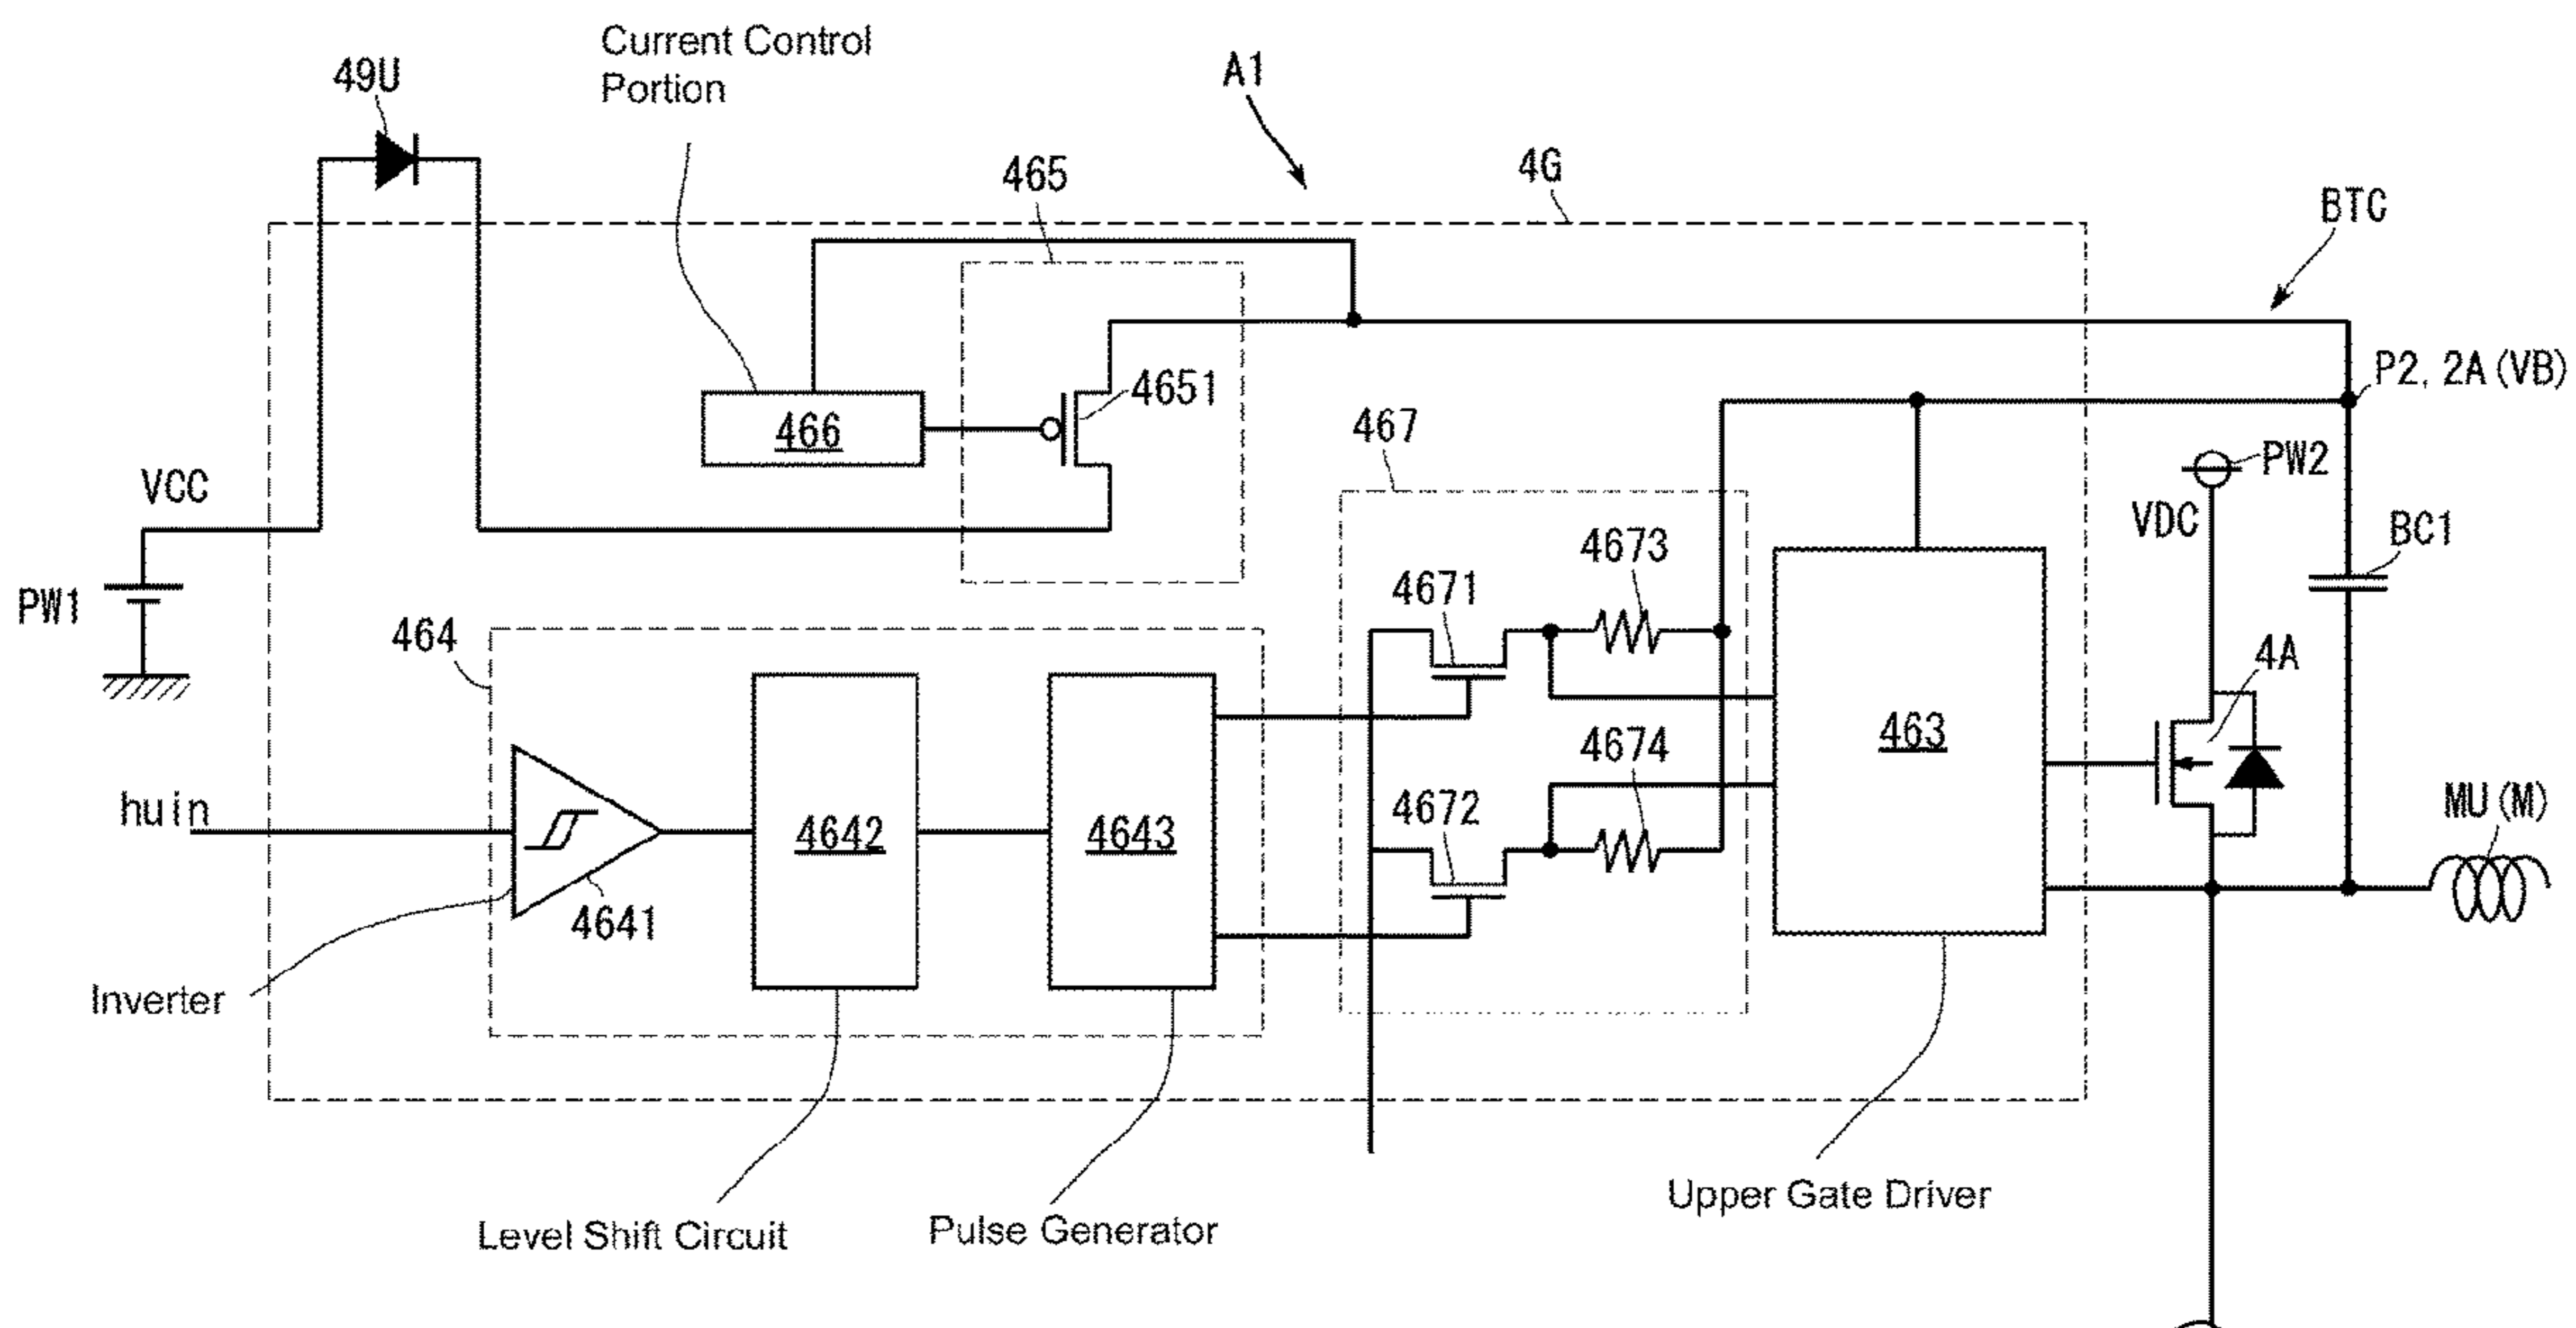 Current Control
Portion
49U
A1
465
4G
BTC
4651
P2, 2A (VB)
466
467
PW2
VCC
VDC
BC1
4673
4671
PW1
464
4A
463
4674
huin
4642
4643
4672
MU (M)
4641
Inverter
Upper Gate Driver
Level Shift Circuit
Pulse Generator